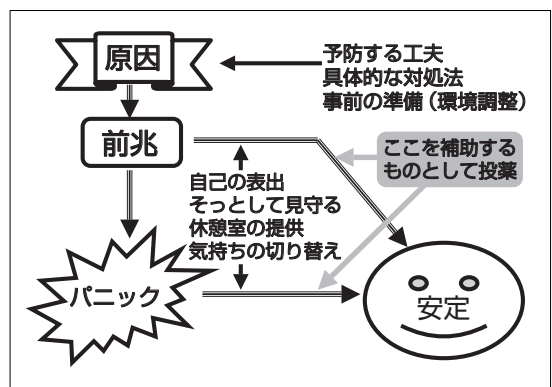 原因
予防する工夫
具体的な対処法
事前の準備（環境調整）
前兆
ここを補助する
ものとして投薬
自己の表出
そっとして見守る
休憩室の提供
気持ちの切り替え
パニック
安定